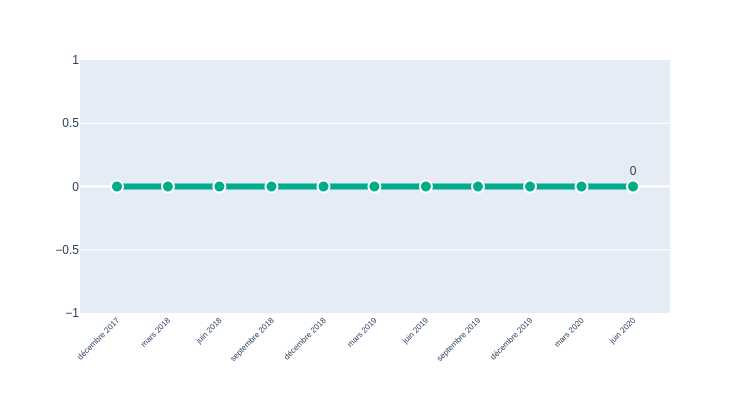 1
0.5
0
−0.5
−1
0
décembre 2017
mars 2018
juin 2018
septembre 2018
décembre 2018
mars 2019
juin 2019
septembre 2019
décembre 2019
mars 2020
juin 2020